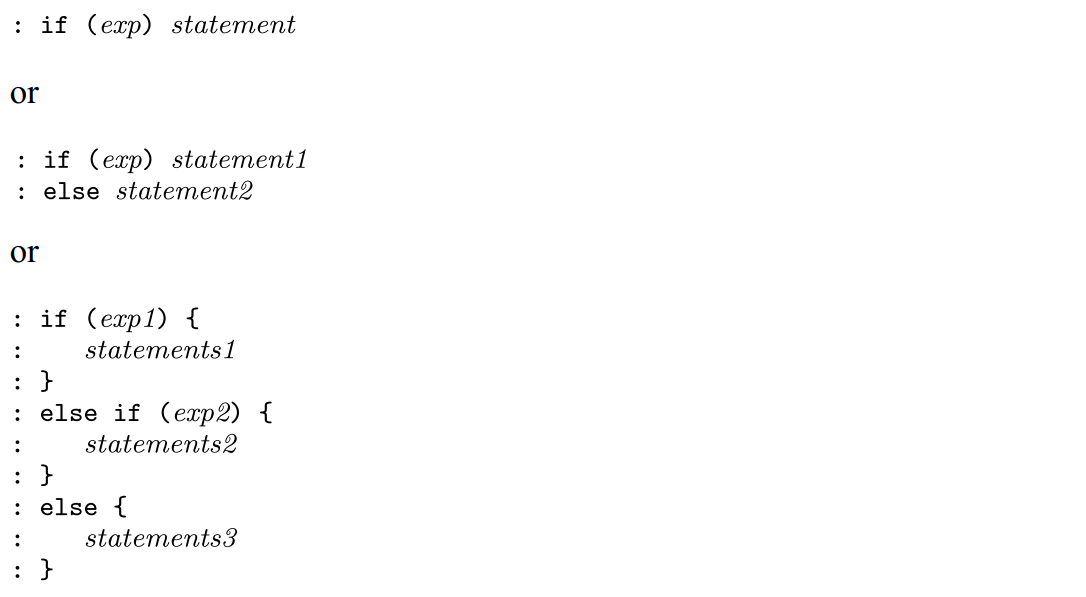 : if (exp) statement
or
: if (exp) statement1
: else statement2
or
: if (exp1) {
:    statements1
: }
: else if (exp2) {
:    statements2
: }
: else {
:    statements3
: }